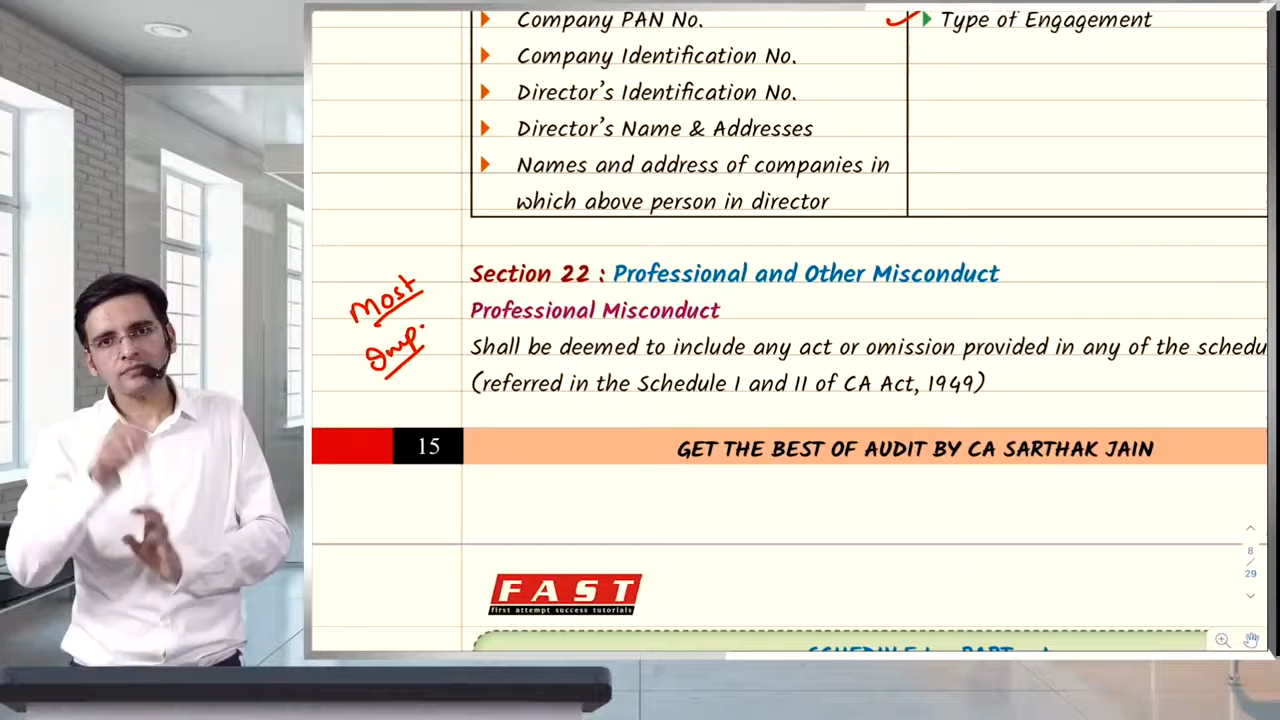 Company PAN No.
Type of Engagement
Company Identification No.
Director's Identification No.
Director's Name & Addresses
Names and address of companies in
which above person in director
Section 22 : Professional and Other Misconduct
Most
Imp.
Professional Misconduct
Shall be deemed to include any act or omission provided in any of the schedu
(referred in the Schedule I and II of CA Act, 1949)
15
GET THE BEST OF AUDIT BY CA SARTHAK JAIN
8
/
29
FAST
first attempt success tutorials